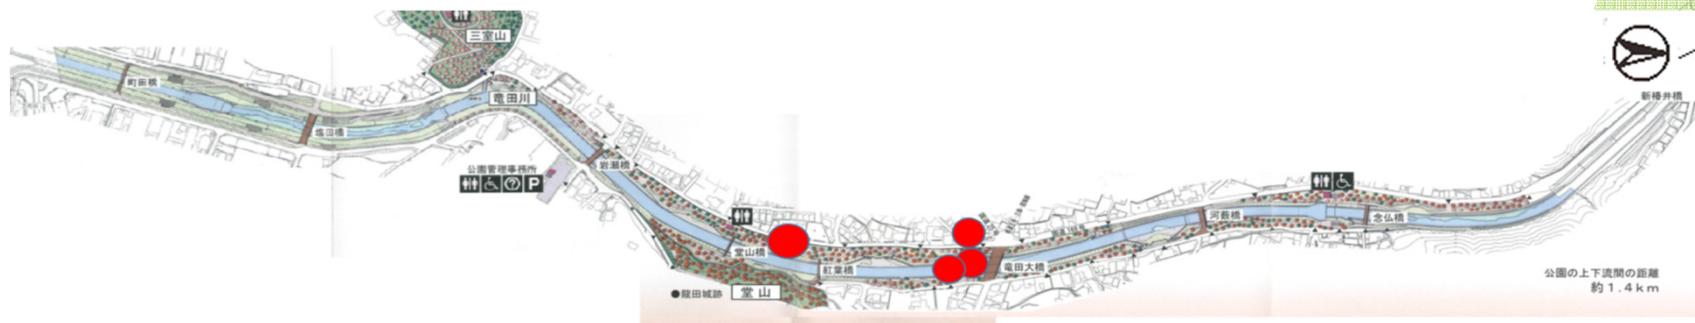 三室山
町田橋
竜田川
塩田橋
岩瀬橋
公園管理事務所
P
堂山橋
紅葉橋
竜田大橋
河薮橋
念仏橋
新椿井橋
●龍田城跡
堂山
公園の上下流間の距離
約1.4km